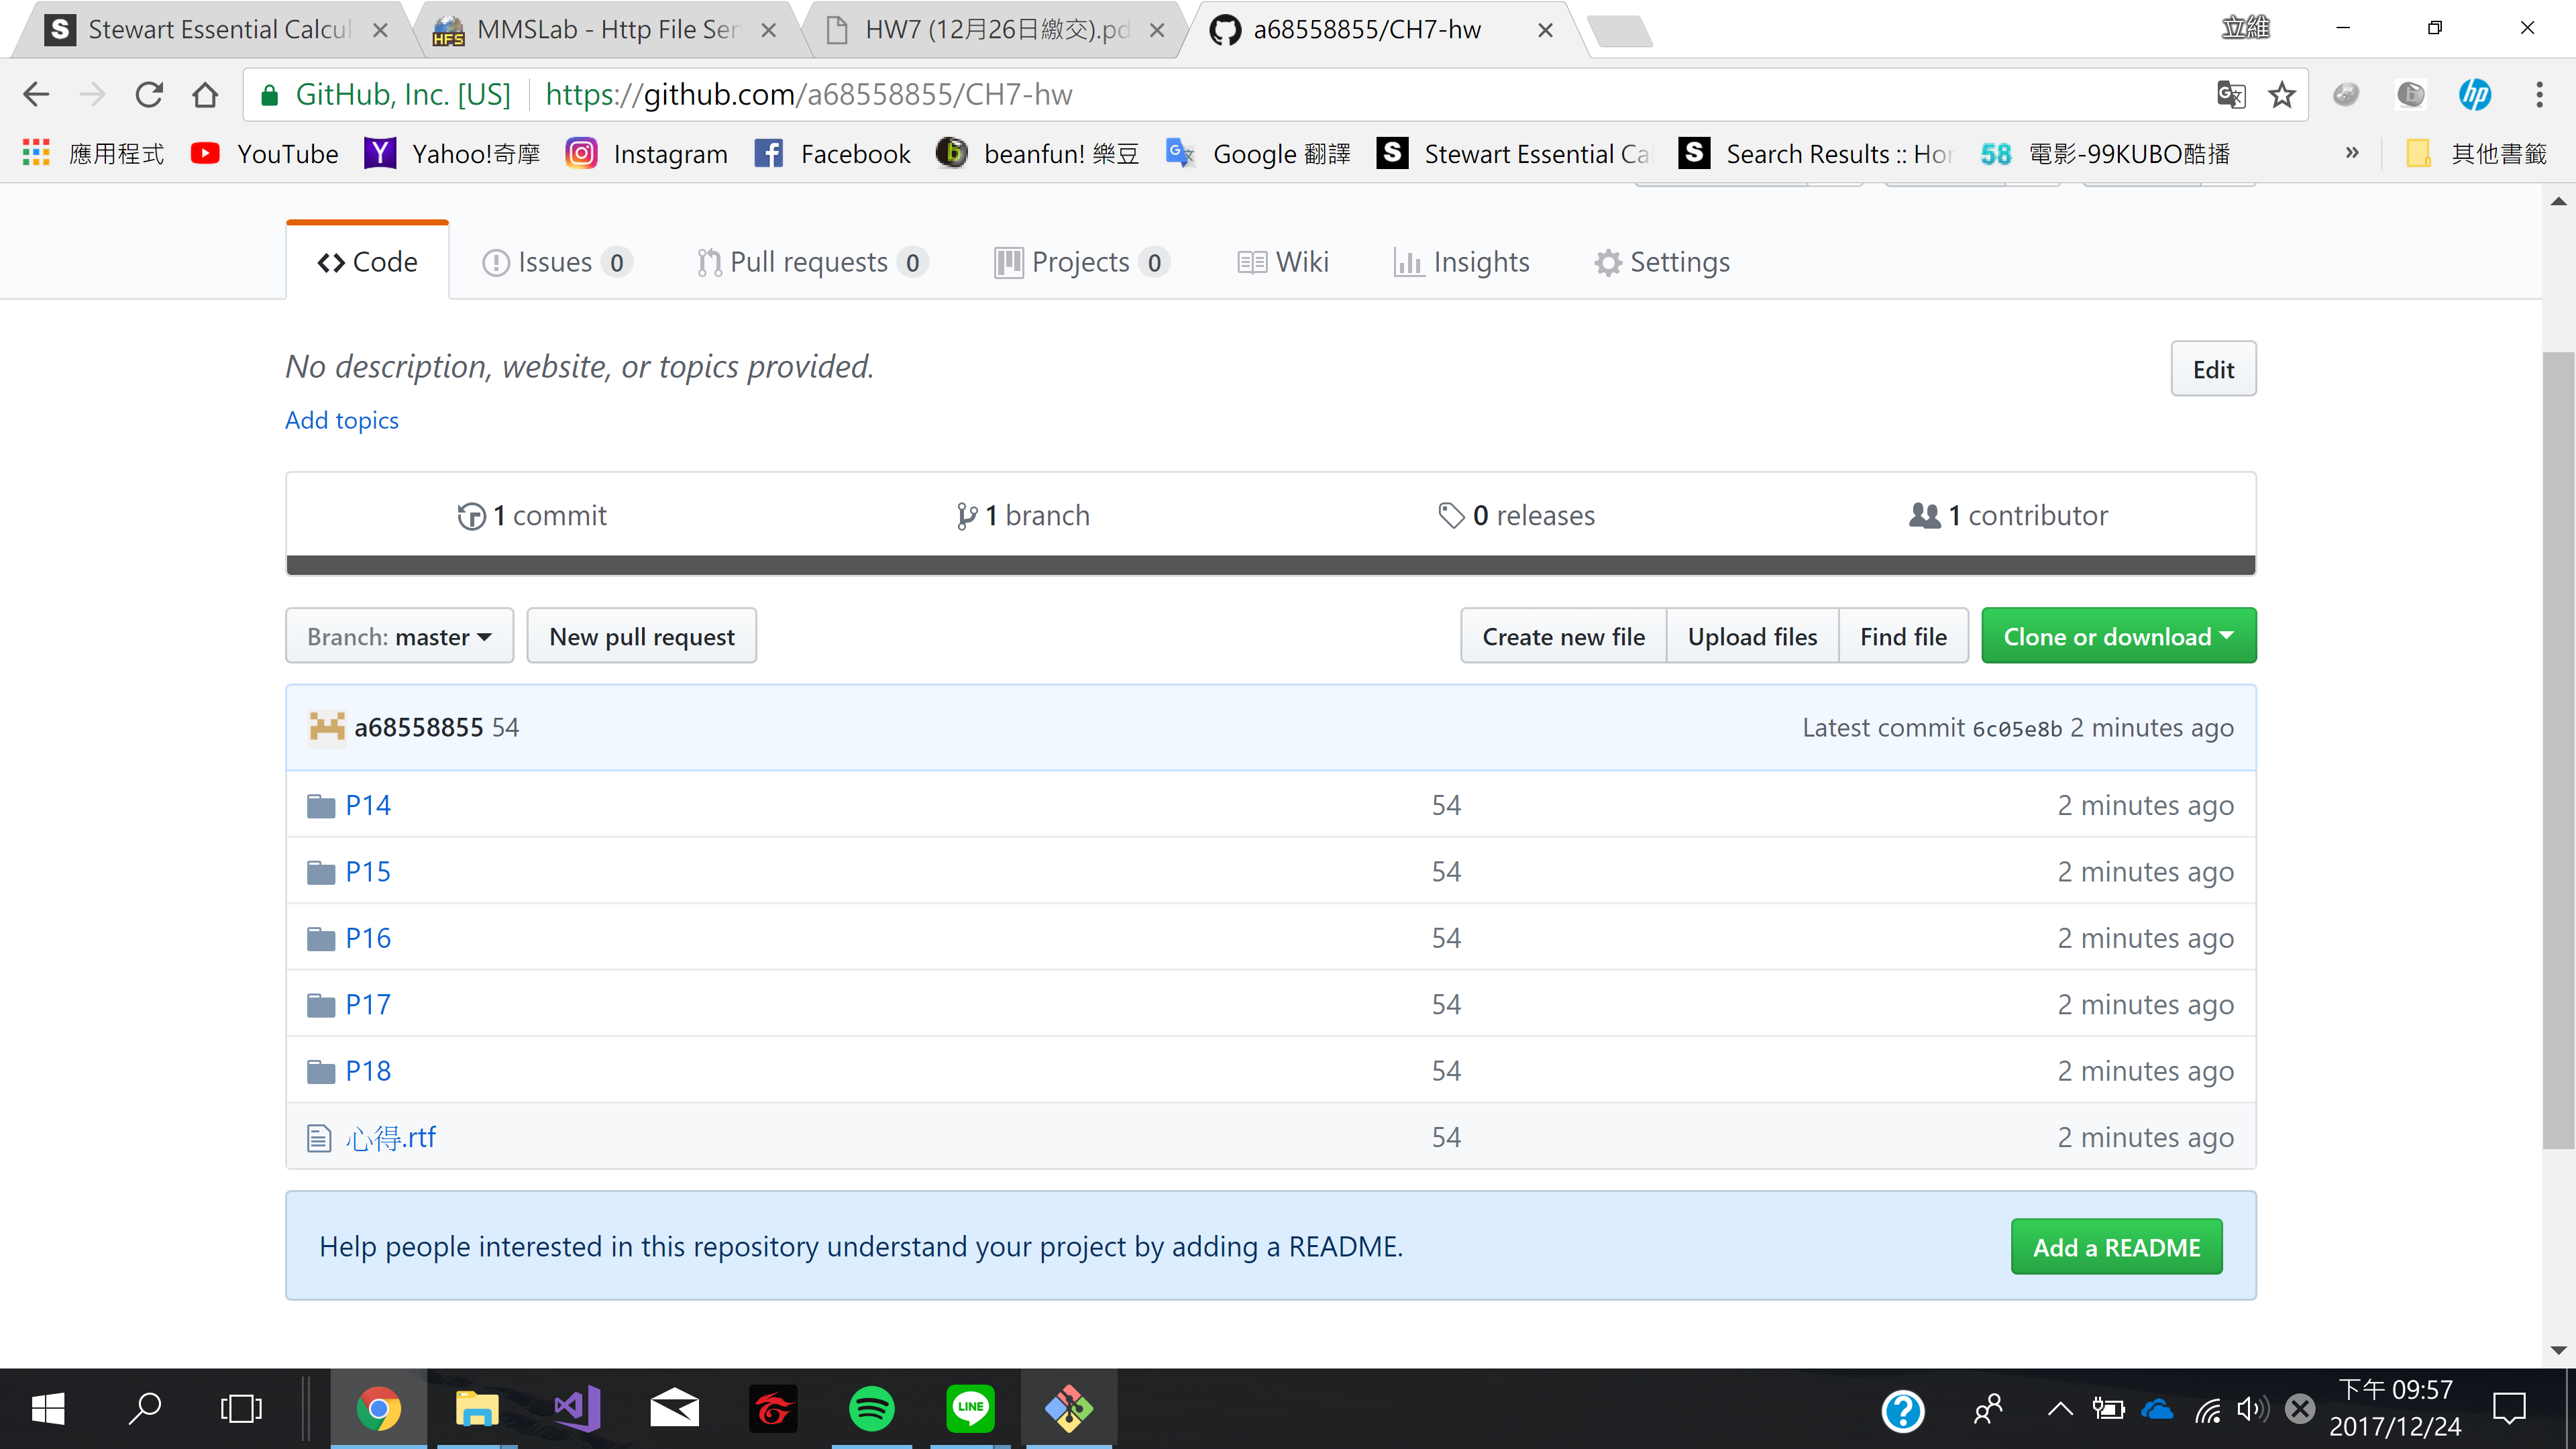 Stewart Essential Calcul
MMSLab - Http File Ser
HW7 (12月26日繳交).pd
a68558855/CH7-hw
立維
GitHub, Inc. [US]
https://github.com/a68558855/CH7-hw
應用程式
YouTube
Yahoo!奇摩
Instagram
Facebook
beanfun! 樂豆
Google 翻譯
Stewart Essential Ca
Search Results :: Hor
電影-99KUBO酷播
»
其他書籤
Code
Issues 0
Pull requests 0
Projects 0
Wiki
Insights
Settings
No description, website, or topics provided.
Edit
Add topics
1 commit
1 branch
0 releases
1 contributor
Branch: master
New pull request
Create new file
Upload files
Find file
Clone or download
a68558855 54
Latest commit 6c05e8b 2 minutes ago
P14 54 2 minutes ago
P15 54 2 minutes ago
P16 54 2 minutes ago
P17 54 2 minutes ago
P18 54 2 minutes ago
心得.rtf 54 2 minutes ago
Help people interested in this repository understand your project by adding a README.
Add a README
LINE
下午 09:57
2017/12/24